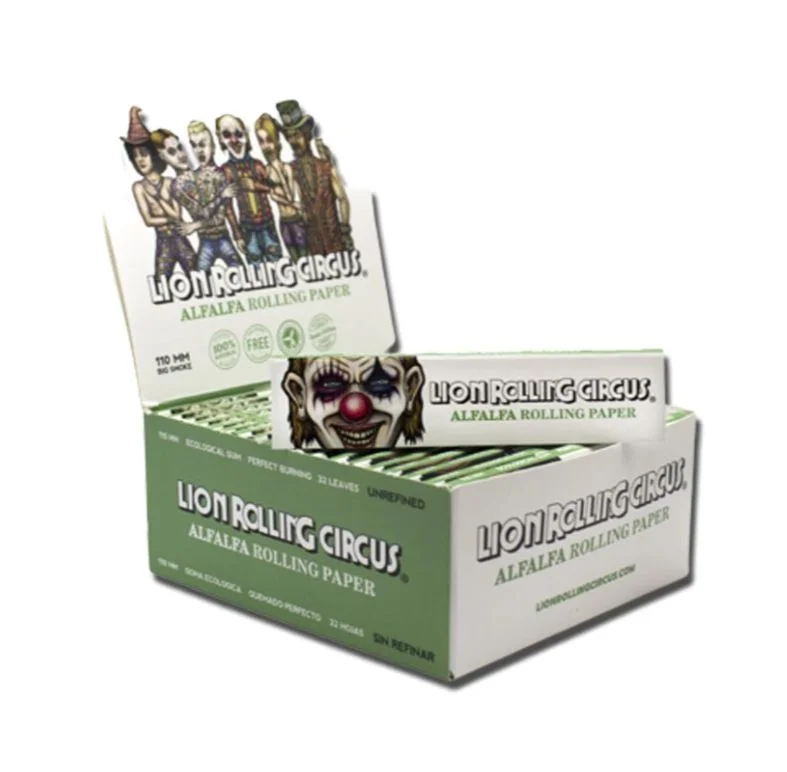 LION ROLLING CIRCUS®
ALFALFA ROLLING PAPER
110 MM
BIG SMOKE
100%
FREE
LION ROLLING CIRCUS®
ALFALFA ROLLING PAPER
110 MM ECOLOGICAL GUM PERFECT BURNING 32 LEAVES UNREFINED
LION ROLLING CIRCUS®
ALFALFA ROLLING PAPER
110 MM GOMA ECOLOGICA QUEMADO PERFECTO 32 HOJAS SIN REFINAR
LION ROLLING CIRCUS®
ALFALFA ROLLING PAPER
LIONROLLINGCIRCUS.COM